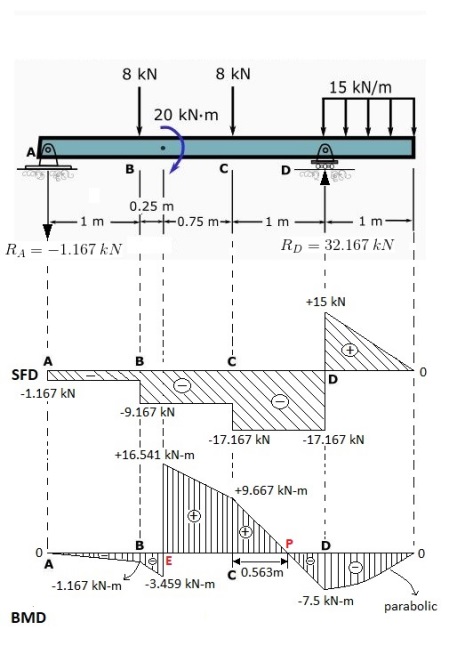 8 kN 8 kN
15 kN/m
20 kN·m
A
B C D
0.25 m
1 m 0.75 m 1 m 1 m
R_A = −1.167 kN R_D = 32.167 kN
+15 kN
A B C
SFD D 0
-1.167 kN
-9.167 kN
-17.167 kN -17.167 kN
+16.541 kN-m
+9.667 kN-m
B P D
0 0
A E
C 0.563m
-1.167 kN-m -3.459 kN-m
-7.5 kN-m
parabolic
BMD